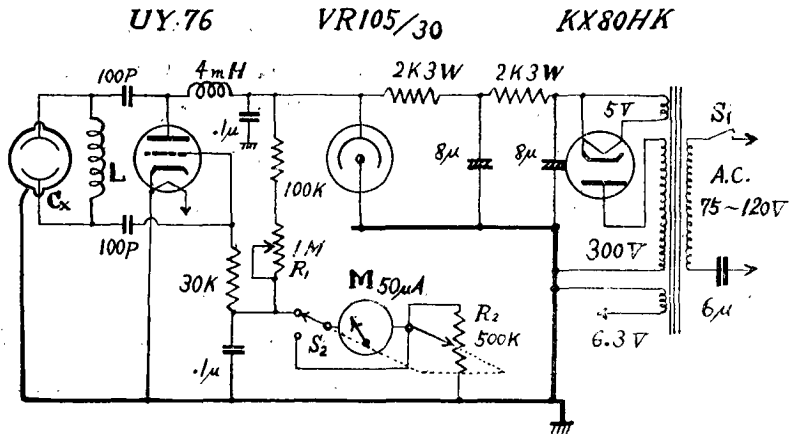 UY-76 VR105/30 KX80HK
100P
4mH
.1μ
2K3W
2K3W
5V
S1
A.C.
75~120V
Cx
L
100K
8μ
8μ
100P
30K
1M
R1
300V
M 50μA
R2
500K
S2
6.3V
6μ
.1μ